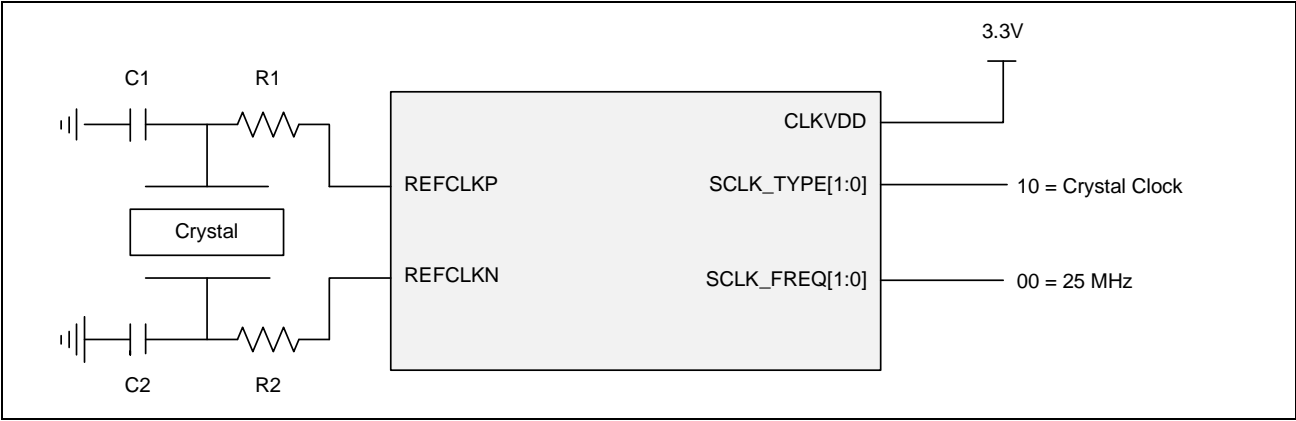 3.3V
C1
R1
CLKVDD
REFCLKP
SCLK_TYPE[1:0]
10 = Crystal Clock
Crystal
REFCLKN
SCLK_FREQ[1:0]
00 = 25 MHz
C2
R2